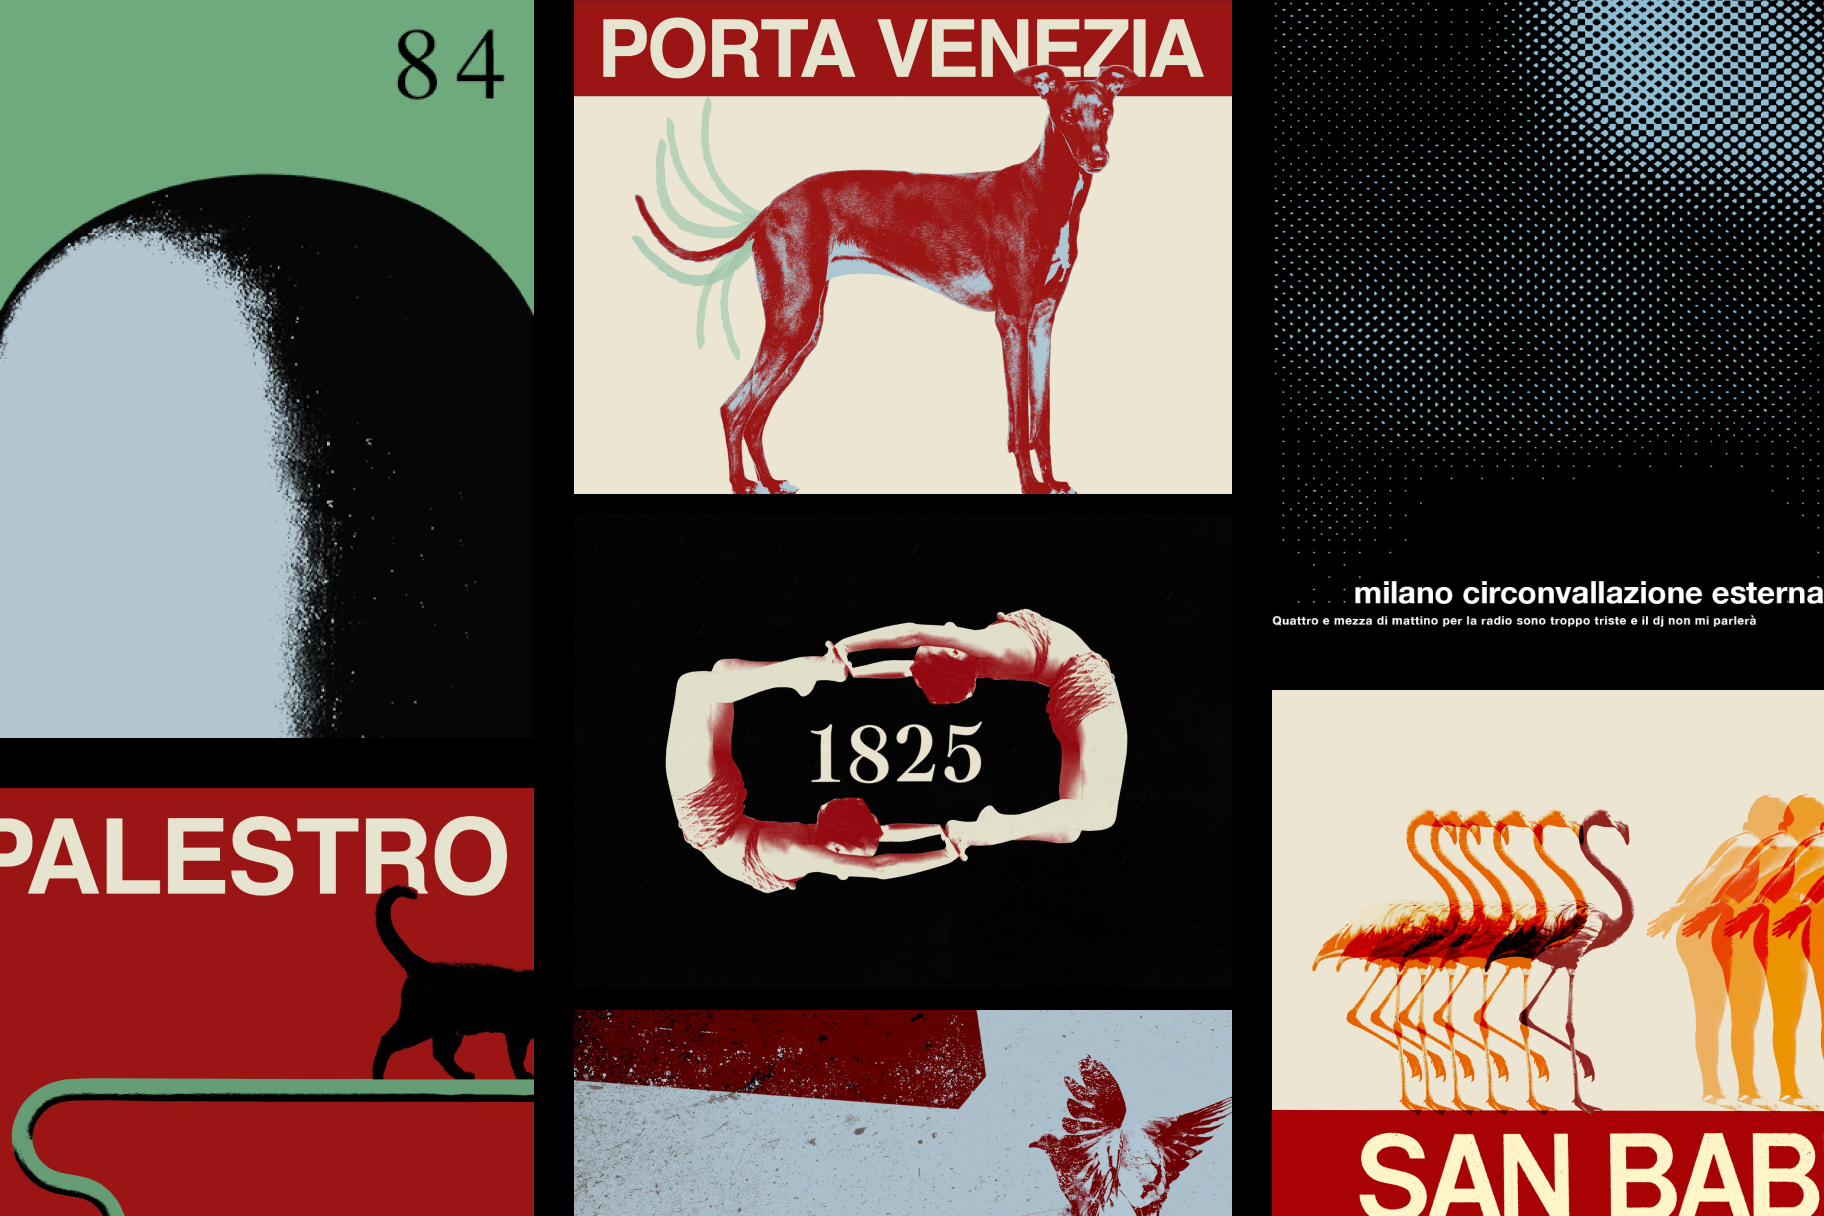 84
PORTA VENEZIA
milano circonvallazione esterna
Quattro e mezza di mattino per la radio sono troppo triste e il dj non mi parlerà
1825
PALESTRO
SAN BAB